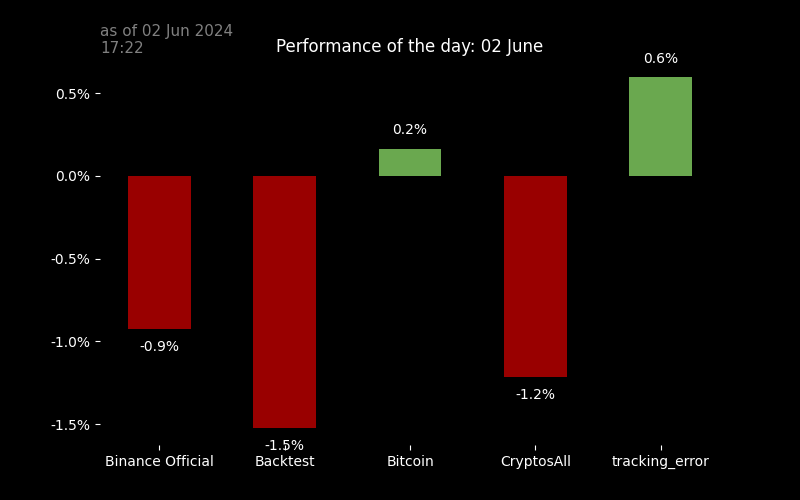 as of 02 Jun 2024
17:22
Performance of the day: 02 June
0.6%
0.5%
0.2%
0.0%
-0.5%
-1.0%
-0.9%
-1.2%
-1.5%
-1.5%
Binance Official
Backtest
Bitcoin
CryptosAll
tracking_error